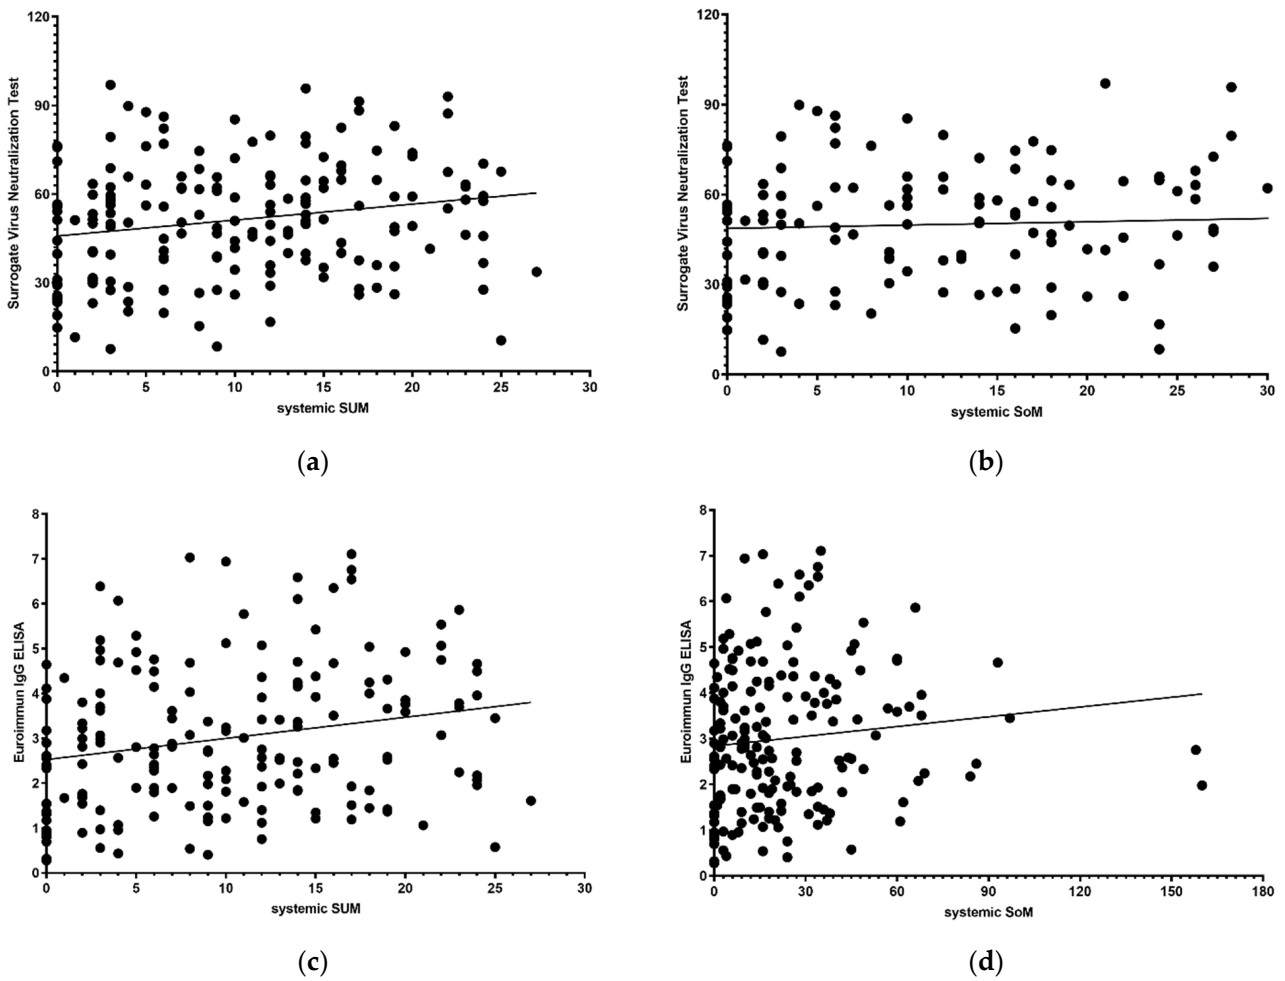 120
90
60
30
0
Surrogate Virus Neutralization Test
0 5 10 15 20 25 30
systemic SUM
(a)
120
90
60
30
0
Surrogate Virus Neutralization Test
0 5 10 15 20 25 30
systemic SoM
(b)
8
7
6
5
4
3
2
1
0
Euroimmun IgG ELISA
0 5 10 15 20 25 30
systemic SUM
(c)
8
7
6
5
4
3
2
1
0
Euroimmun IgG ELISA
0 30 60 90 120 150 180
systemic SoM
(d)